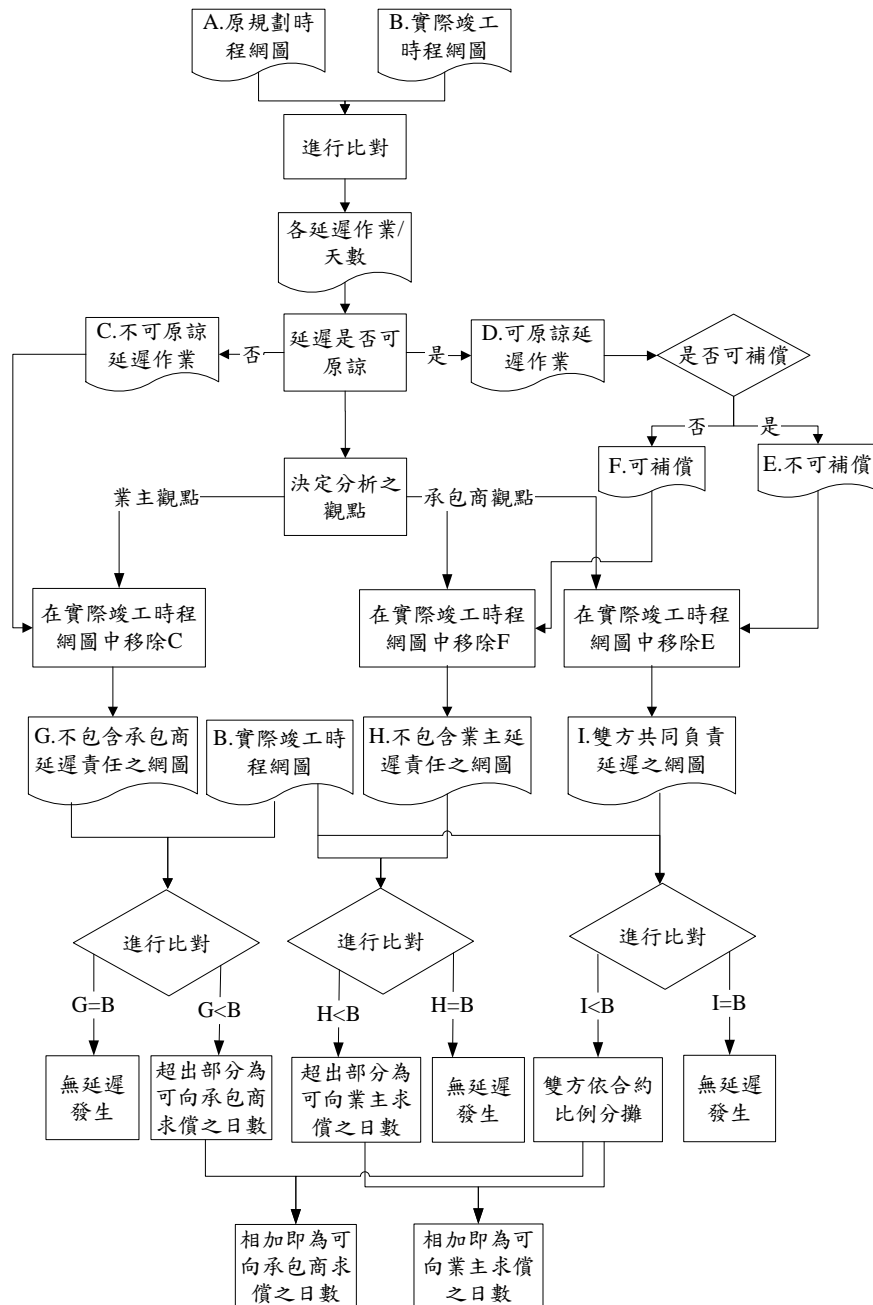 A.原規劃時
程網圖
B.實際竣工
時程網圖
進行比對
各延遲作業/
天數
C.不可原諒
延遲作業
否
延遲是否可
原諒
是
D.可原諒延
遲作業
是否可補償
否
是
F.可補償
E.不可補償
業主觀點
決定分析之
觀點
承包商觀點
在實際竣工時程
網圖中移除C
在實際竣工時程
網圖中移除F
在實際竣工時程
網圖中移除E
G.不包含承包商
延遲責任之網圖
B.實際竣工時
程網圖
H.不包含業主延
遲責任之網圖
I.雙方共同負責
延遲之網圖
進行比對
進行比對
進行比對
G=B
G<B
H<B
H=B
I<B
I=B
無延遲
發生
超出部分為
可向承包商
求償之日數
超出部分為
可向業主求
償之日數
無延遲
發生
雙方依合約
比例分攤
無延遲
發生
相加即為可
向承包商求
償之日數
相加即為可
向業主求償
之日數